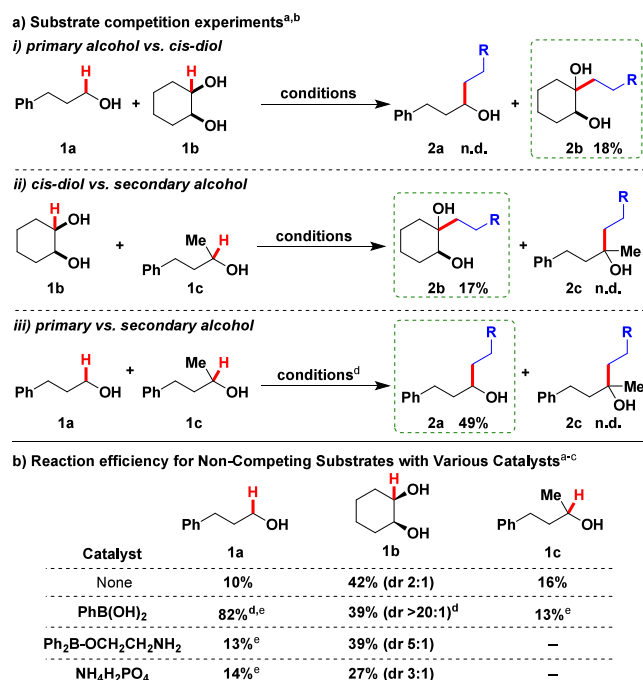 a) Substrate competition experimentsᵃ,ᵇ
i) primary alcohol vs. cis-diol
H
Ph
OH
1a
+
H
OH
OH
1b
conditions
R
Ph
OH
2a n.d.
+
OH
R
OH
2b 18%
ii) cis-diol vs. secondary alcohol
H
OH
OH
1b
+
Me
H
Ph
OH
1c
conditions
OH
R
OH
2b 17%
+
R
Ph
Me
OH
2c n.d.
iii) primary vs. secondary alcohol
H
Ph
OH
1a
+
Me
H
Ph
OH
1c
conditionsᵈ
R
Ph
OH
2a 49%
+
R
Ph
Me
OH
2c n.d.
b) Reaction efficiency for Non-Competing Substrates with Various Catalystsᵃ⁻ᶜ
H
Ph
OH
H
OH
OH
Me
H
Ph
OH
Catalyst 1a 1b 1c
None 10% 42% (dr 2:1) 16%
PhB(OH)₂ 82%ᵈ,ᵉ 39% (dr >20:1)ᵈ 13%ᵉ
Ph₂B-OCH₂CH₂NH₂ 13%ᵉ 39% (dr 5:1) –
NH₄H₂PO₄ 14%ᵉ 27% (dr 3:1) –